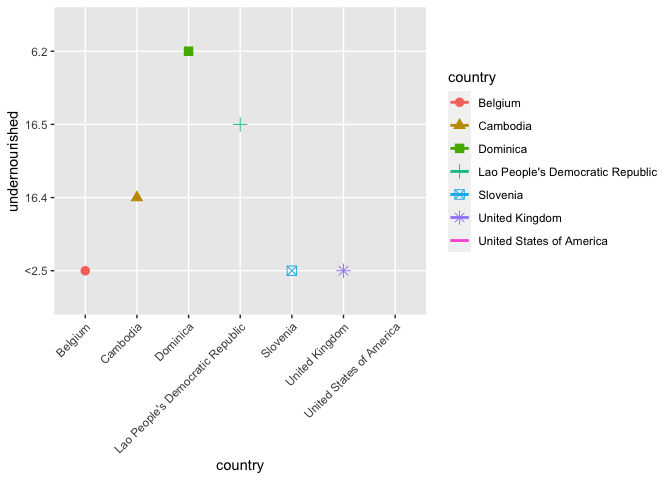 6.2
16.5
16.4
<2.5
undernourished
Belgium
Cambodia
Dominica
Lao People's Democratic Republic
Slovenia
United Kingdom
United States of America
country
country
Belgium
Cambodia
Dominica
Lao People's Democratic Republic
Slovenia
United Kingdom
United States of America